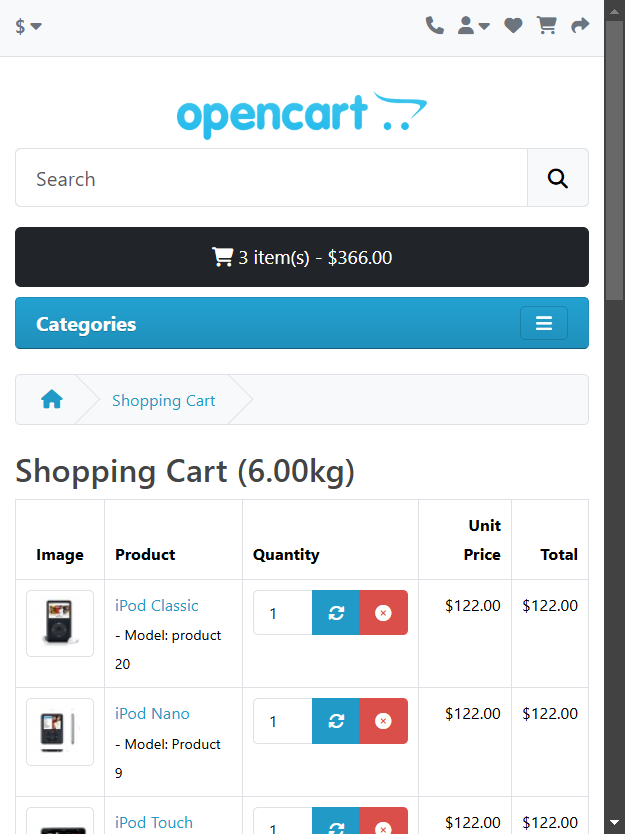 $
opencart
Search
3 item(s) - $366.00
Categories
Shopping Cart
Shopping Cart (6.00kg)
Image Product Quantity Unit Price Total
iPod Classic 1 $122.00 $122.00
- Model: product
20
iPod Nano 1 $122.00 $122.00
- Model: Product
9
iPod Touch 1 $122.00 $122.00